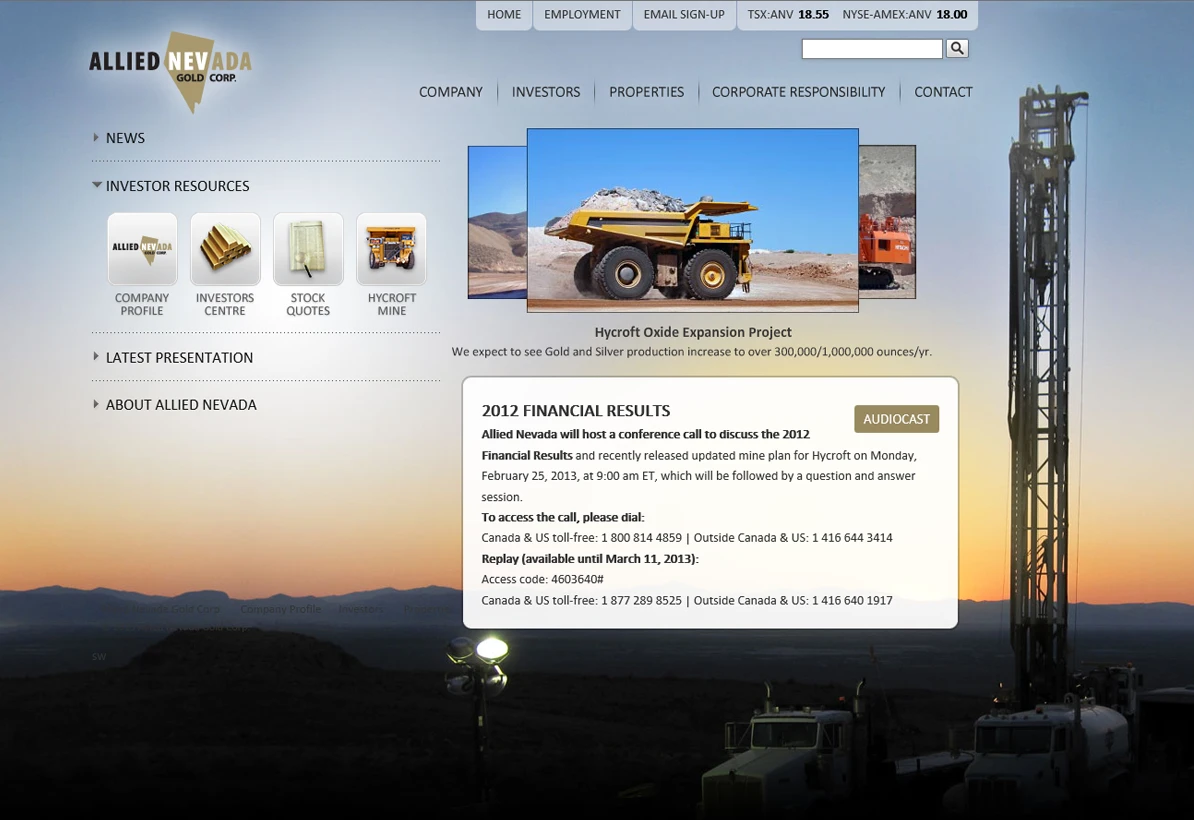 HOME
EMPLOYMENT
EMAIL SIGN-UP
TSX:ANV 18.55 NYSE-AMEX:ANV 18.00
ALLIED NEVADA
GOLD CORP.
COMPANY
INVESTORS
PROPERTIES
CORPORATE RESPONSIBILITY
CONTACT
NEWS
INVESTOR RESOURCES
ALLIED NEVADA
GOLD CORP
COMPANY
PROFILE
INVESTORS
CENTRE
STOCK
QUOTES
HYCROFT
MINE
LATEST PRESENTATION
ABOUT ALLIED NEVADA
HITACHI
Hycroft Oxide Expansion Project
We expect to see Gold and Silver production increase to over 300,000/1,000,000 ounces/yr.
2012 FINANCIAL RESULTS
AUDIOCAST
Allied Nevada will host a conference call to discuss the 2012
Financial Results and recently released updated mine plan for Hycroft on Monday,
February 25, 2013, at 9:00 am ET, which will be followed by a question and answer
session.
To access the call, please dial:
Canada & US toll-free: 1 800 814 4859 | Outside Canada & US: 1 416 644 3414
Replay (available until March 11, 2013):
Access code: 4603640#
Canada & US toll-free: 1 877 289 8525 | Outside Canada & US: 1 416 640 1917
Gold Corp Company Profile Investors
SW